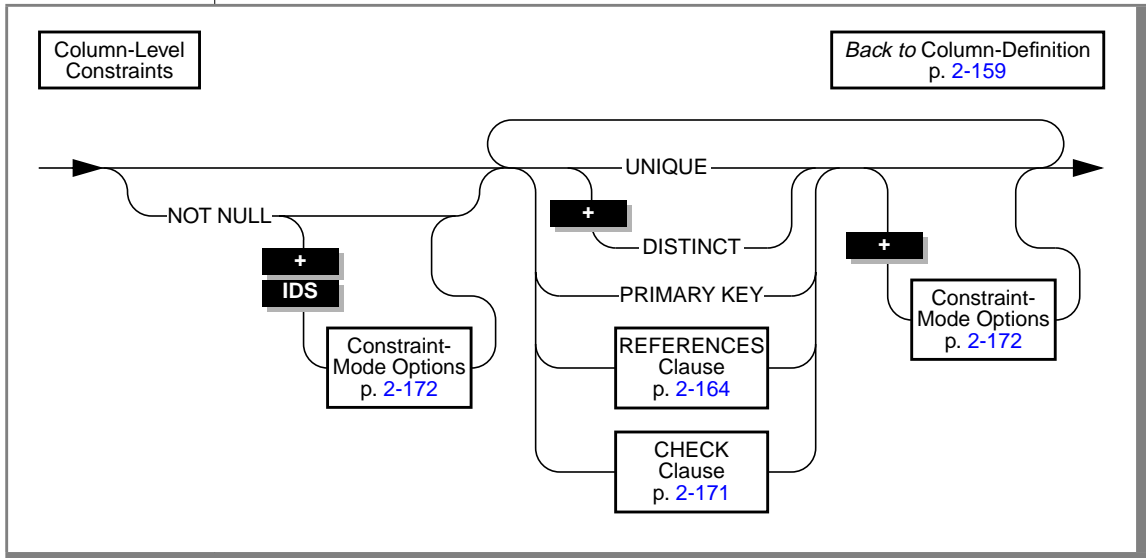 Column-Level
Constraints
Back to Column-Definition
p. 2-159
UNIQUE
NOT NULL
+
DISTINCT
+
+
IDS
PRIMARY KEY
Constraint-
Mode Options
p. 2-172
Constraint-
Mode Options
p. 2-172
REFERENCES
Clause
p. 2-164
CHECK
Clause
p. 2-171